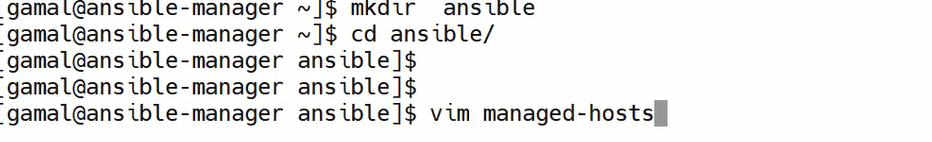 [gamal@ansible-manager ~]$ mkdir  ansible
[gamal@ansible-manager ~]$ cd ansible/
[gamal@ansible-manager ansible]$
[gamal@ansible-manager ansible]$
[gamal@ansible-manager ansible]$ vim managed-hosts